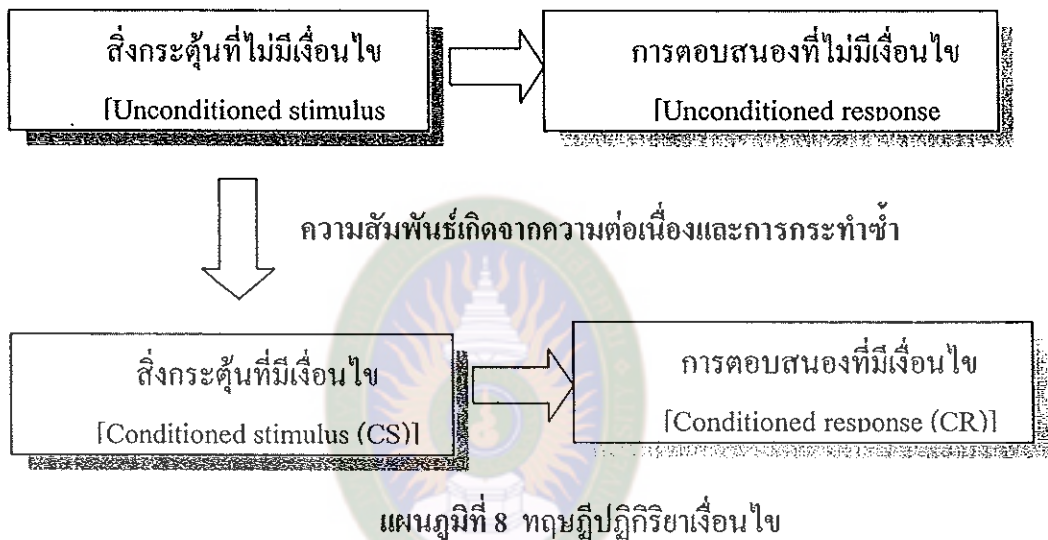 สิ่งกระตุ้นที่ไม่มีเงื่อนไข
[Unconditioned stimulus
การตอบสนองที่ไม่มีเงื่อนไข
[Unconditioned response
ความสัมพันธ์เกิดจากความต่อเนื่องและการกระทำซ้ำ
สิ่งกระตุ้นที่มีเงื่อนไข
[Conditioned stimulus (CS)]
การตอบสนองที่มีเงื่อนไข
[Conditioned response (CR)]
แผนภูมิที่ 8 ทฤษฎีปฏิกิริยาเงื่อนไข